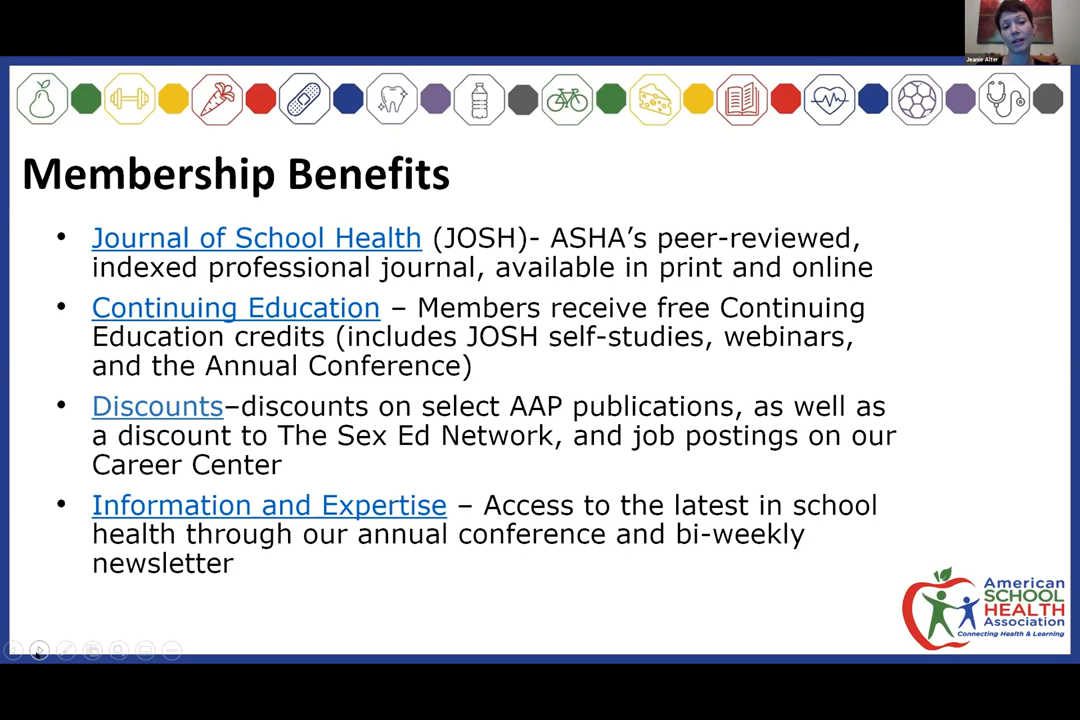 Jeanie Alter
Membership Benefits
• Journal of School Health (JOSH)- ASHA’s peer-reviewed,
indexed professional journal, available in print and online
• Continuing Education – Members receive free Continuing
Education credits (includes JOSH self-studies, webinars,
and the Annual Conference)
• Discounts–discounts on select AAP publications, as well as
a discount to The Sex Ed Network, and job postings on our
Career Center
• Information and Expertise – Access to the latest in school
health through our annual conference and bi-weekly
newsletter
American
SCHOOL
HEALTH
Association
Connecting Health & Learning